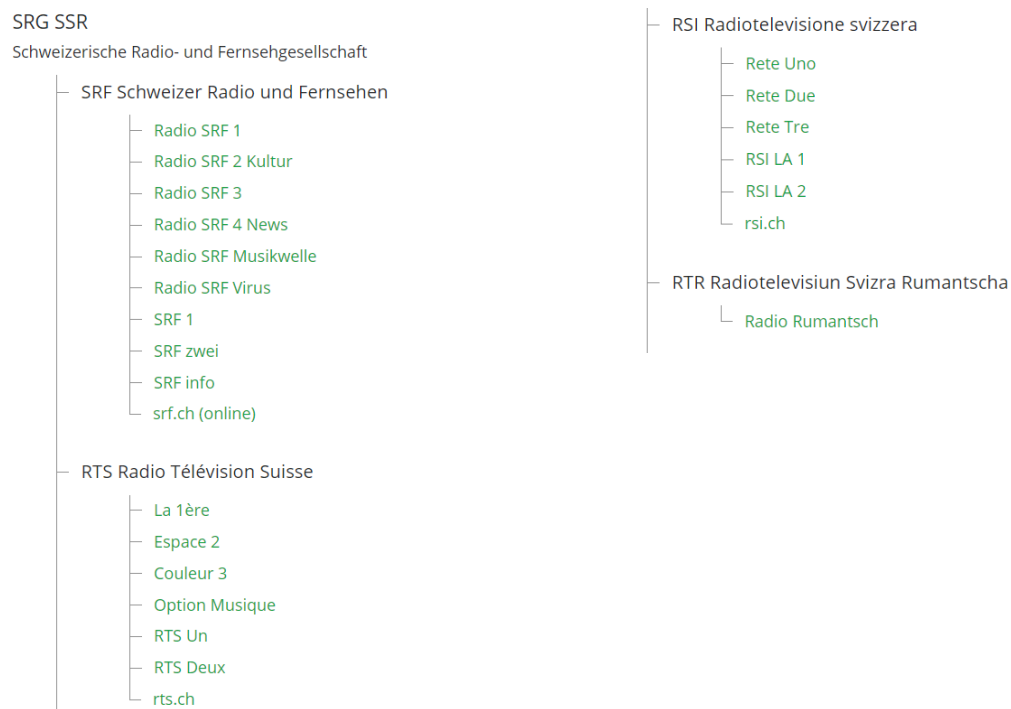 SRG SSR
Schweizerische Radio- und Fernsehgesellschaft
SRF Schweizer Radio und Fernsehen
Radio SRF 1
Radio SRF 2 Kultur
Radio SRF 3
Radio SRF 4 News
Radio SRF Musikwelle
Radio SRF Virus
SRF 1
SRF zwei
SRF info
srf.ch (online)
RTS Radio Télévision Suisse
La 1ère
Espace 2
Couleur 3
Option Musique
RTS Un
RTS Deux
rts.ch
RSI Radiotelevisione svizzera
Rete Uno
Rete Due
Rete Tre
RSI LA 1
RSI LA 2
rsi.ch
RTR Radiotelevisiun Svizra Rumantscha
Radio Rumantsch